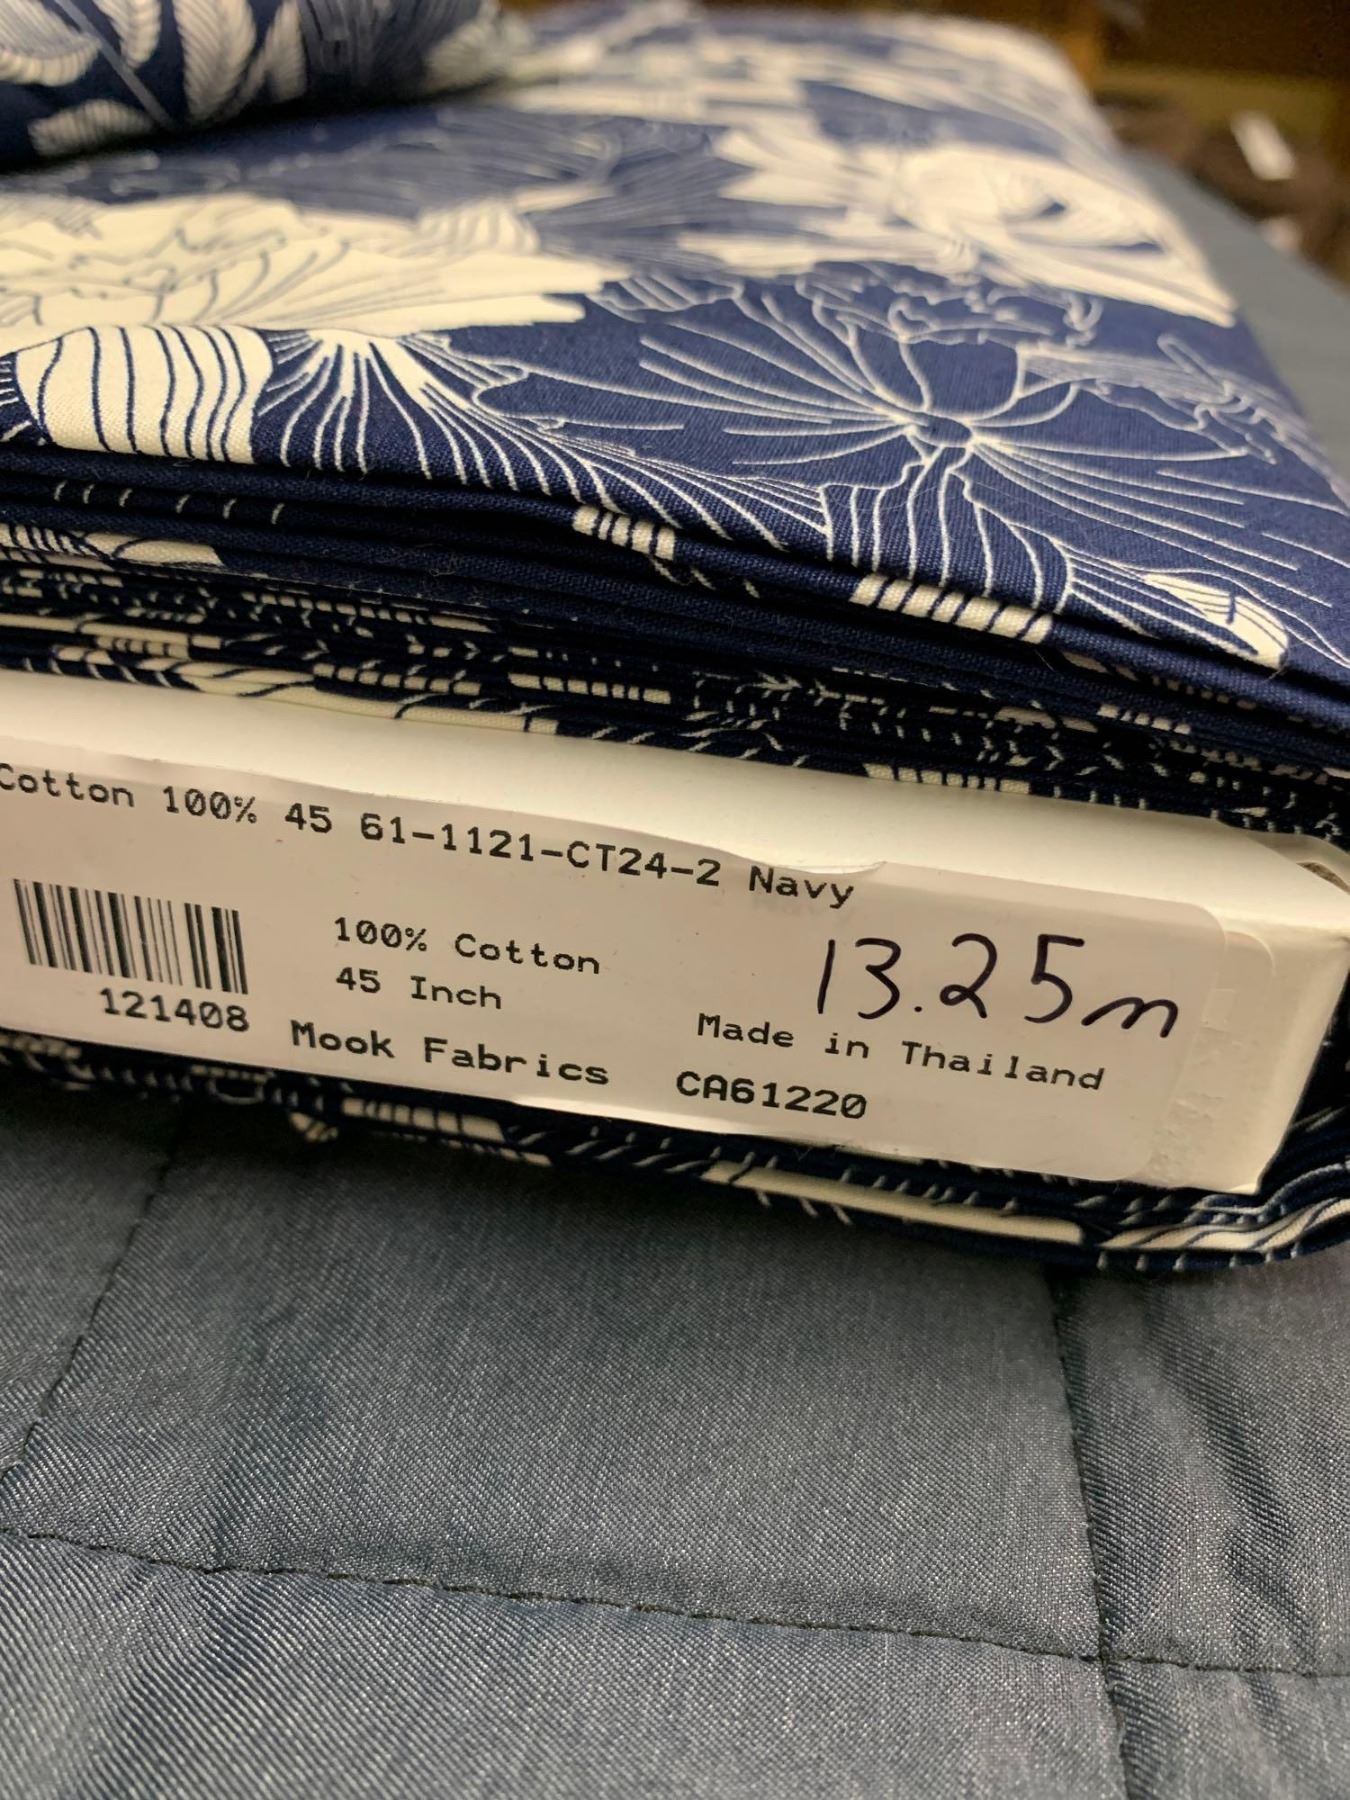 Cotton 100% 45 61-1121-CT24-2 Navy
100% Cotton
45 Inch
13.25m
121408
Mook Fabrics
Made in Thailand
CA61220